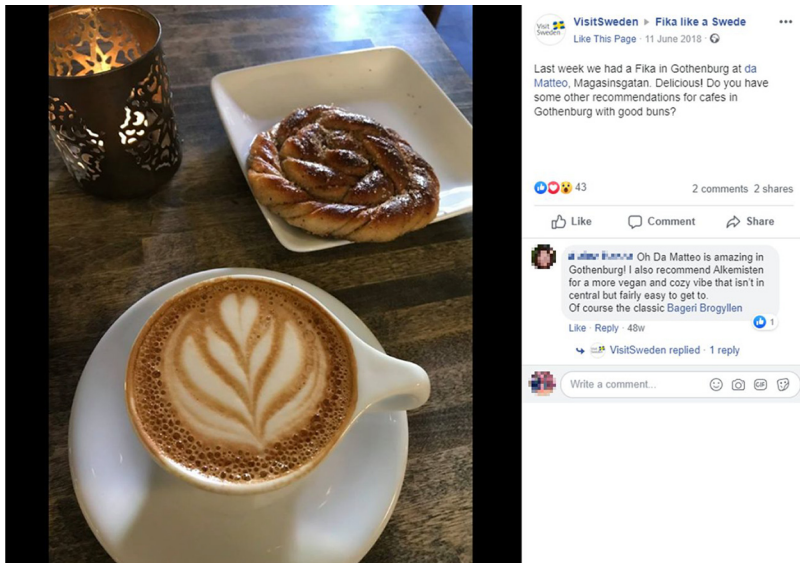 Visit
Sweden
VisitSweden ▸ Fika like a Swede
Like This Page · 11 June 2018 ·
Last week we had a Fika in Gothenburg at da
Matteo, Magasinsgatan. Delicious! Do you have
some other recommendations for cafes in
Gothenburg with good buns?
43
2 comments 2 shares
Like Comment Share
Oh Da Matteo is amazing in
Gothenburg! I also recommend Alkemisten
for a more vegan and cozy vibe that isn't in
central but fairly easy to get to.
Of course the classic Bageri Brogyllen
1
Like · Reply · 48w
VisitSweden replied · 1 reply
Write a comment...
GIF